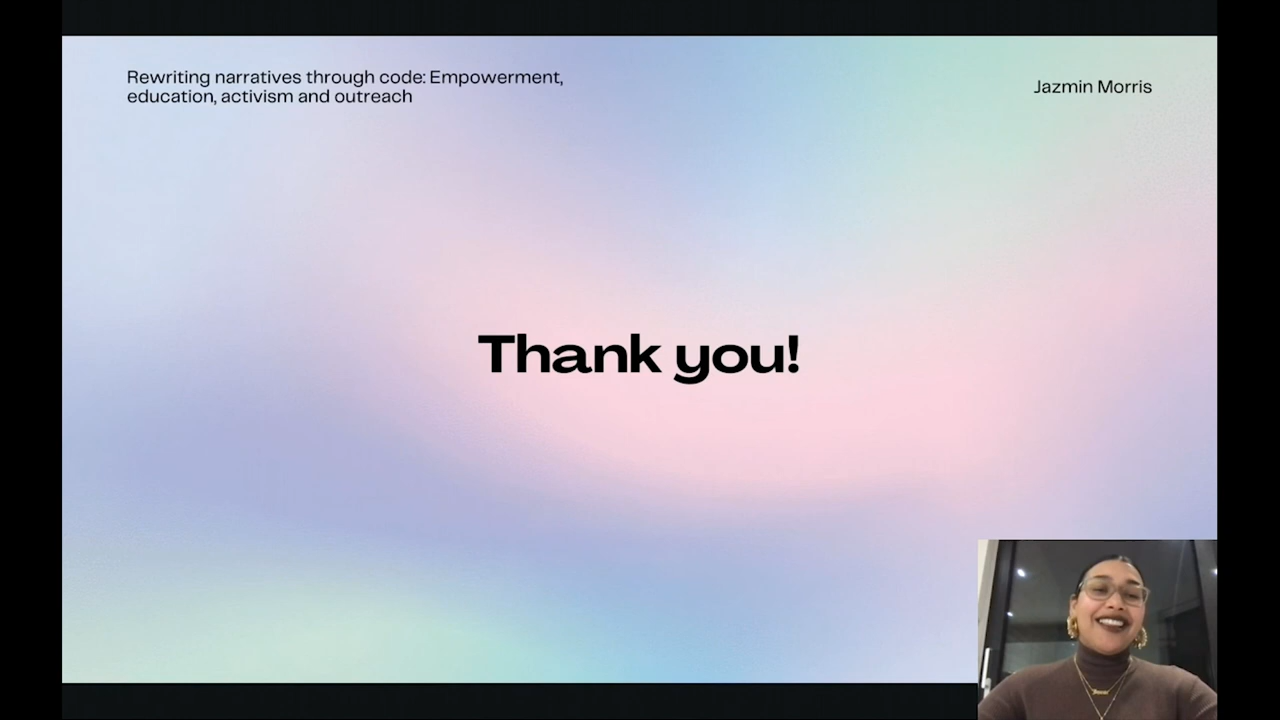 Rewriting narratives through code: Empowerment,
education, activism and outreach
Jazmin Morris
Thank you!